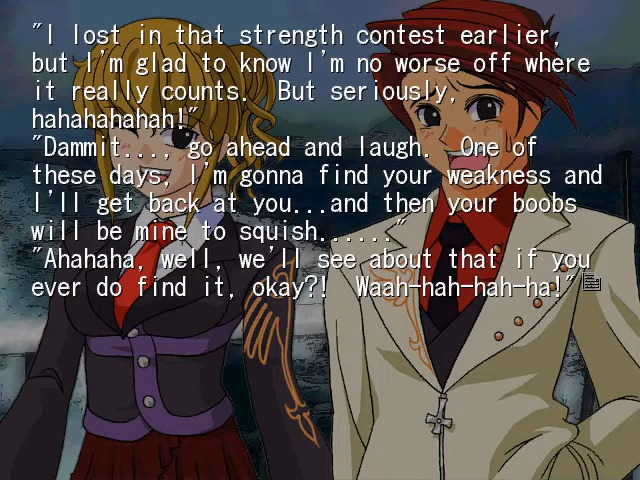 "I lost in that strength contest earlier,
but I'm glad to know I'm no worse off where
it really counts.  But seriously,
hahahahahah!"
"Dammit..., go ahead and laugh.  One of
these days, I'm gonna find your weakness and
I'll get back at you...and then your boobs
will be mine to squish......"
"Ahahaha, well, we'll see about that if you
ever do find it, okay?!  Waah-hah-hah-ha!"